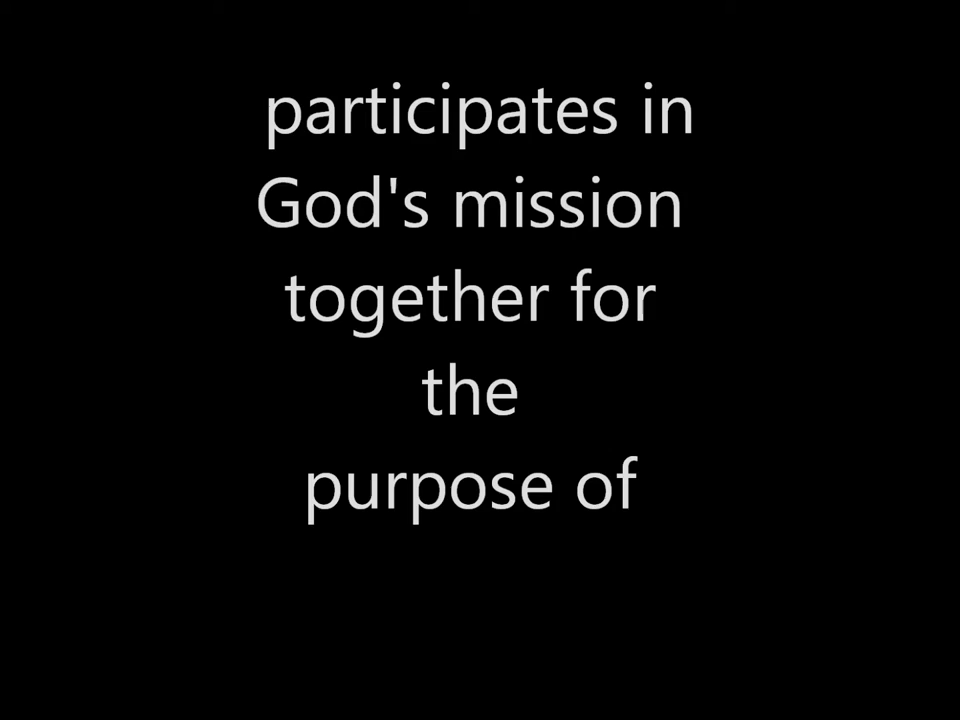 participates in
God's mission
together for
the
purpose of